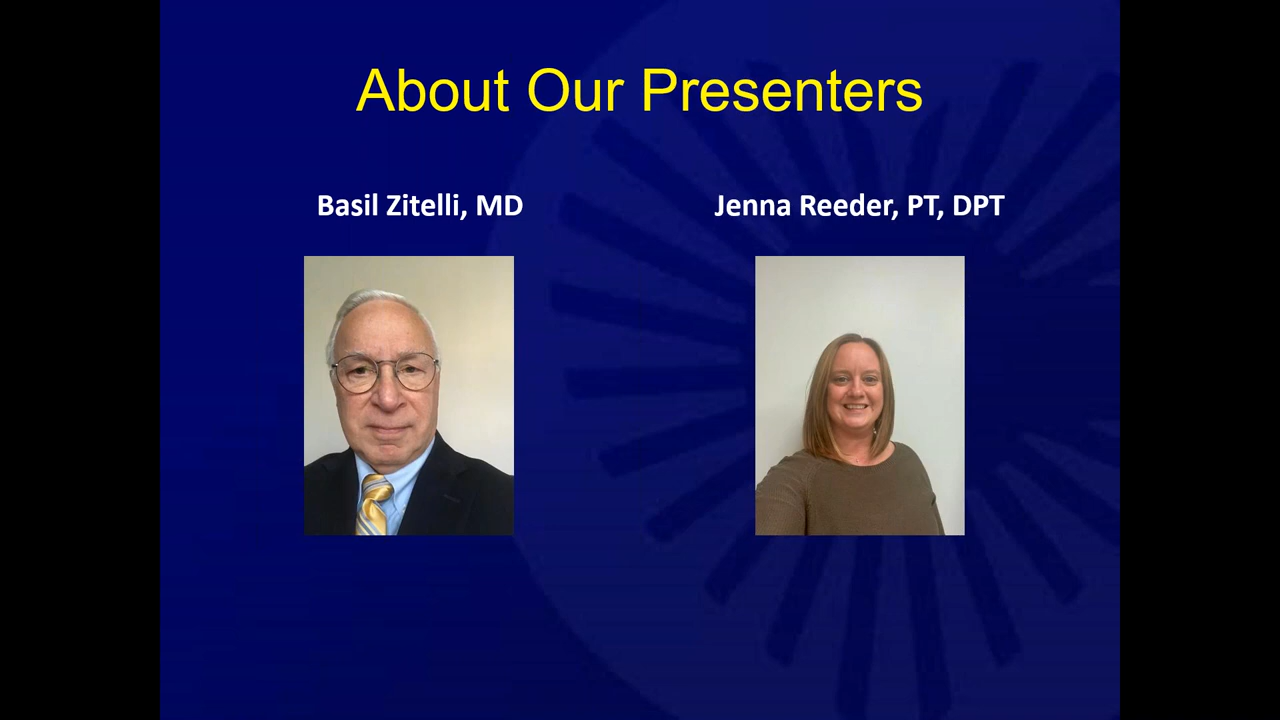 About Our Presenters
Basil Zitelli, MD
Jenna Reeder, PT, DPT